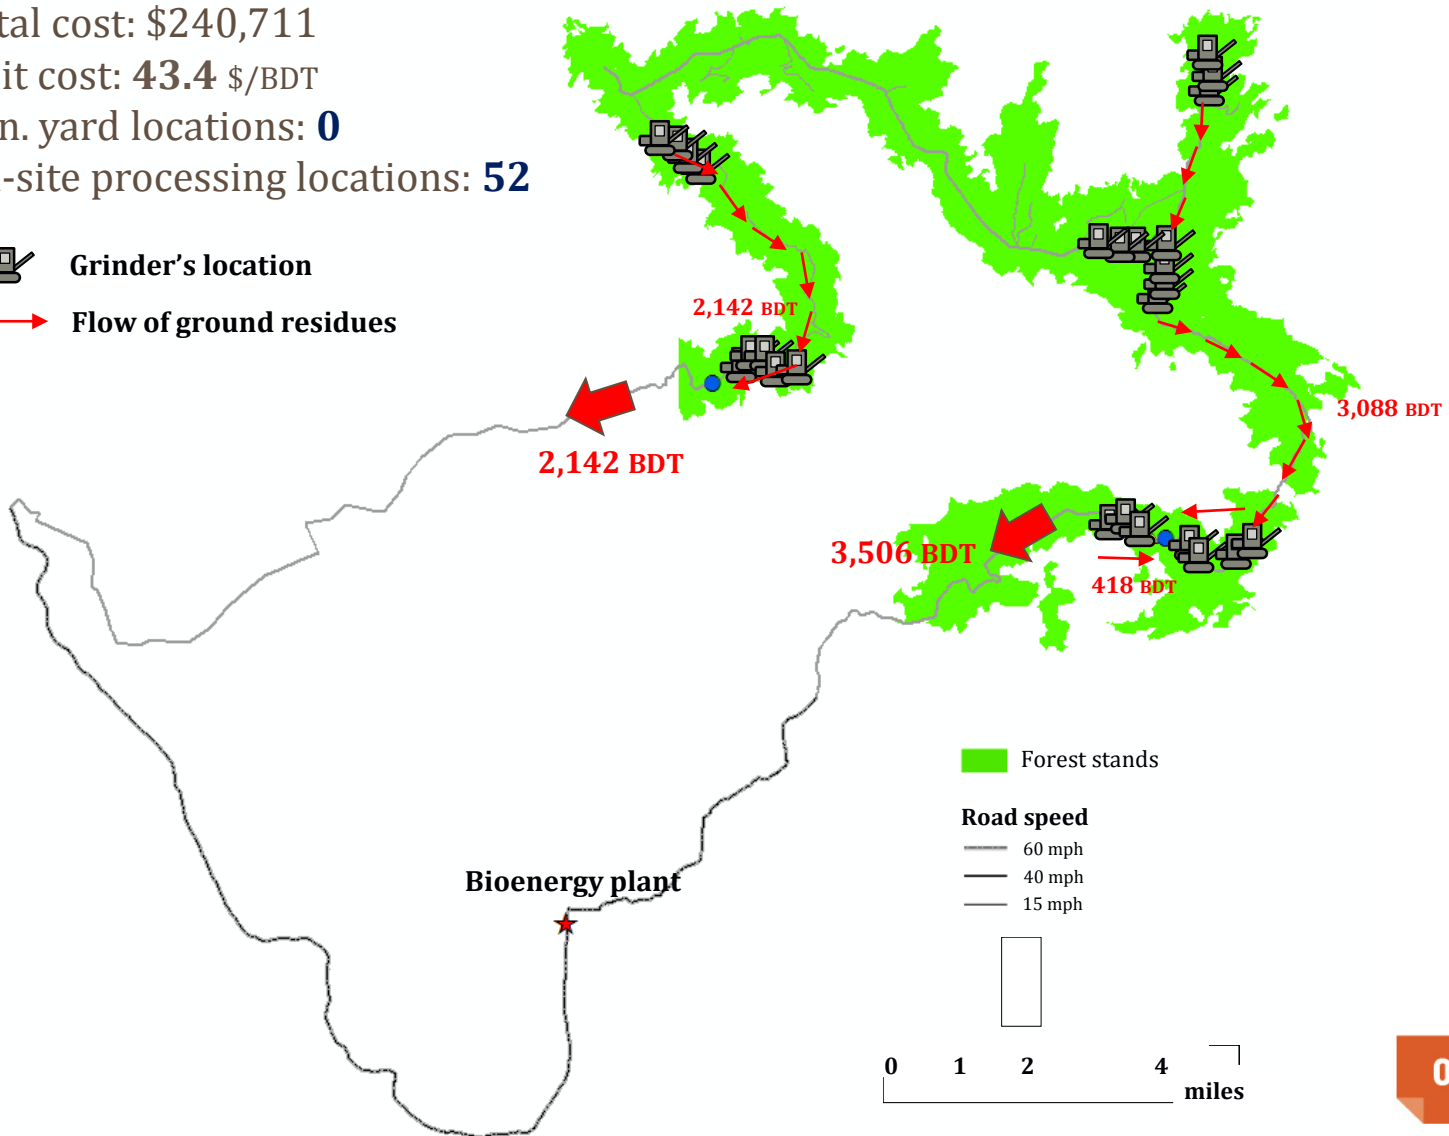 tal cost: $240,711
it cost: 43.4 $/BDT
n. yard locations: 0
-site processing locations: 52
Grinder's location
Flow of ground residues
2,142 BDT
2,142 BDT
3,088 BDT
3,506 BDT
418 BDT
Forest stands
Road speed
60 mph
40 mph
15 mph
Bioenergy plant
0 1 2 4
miles
0